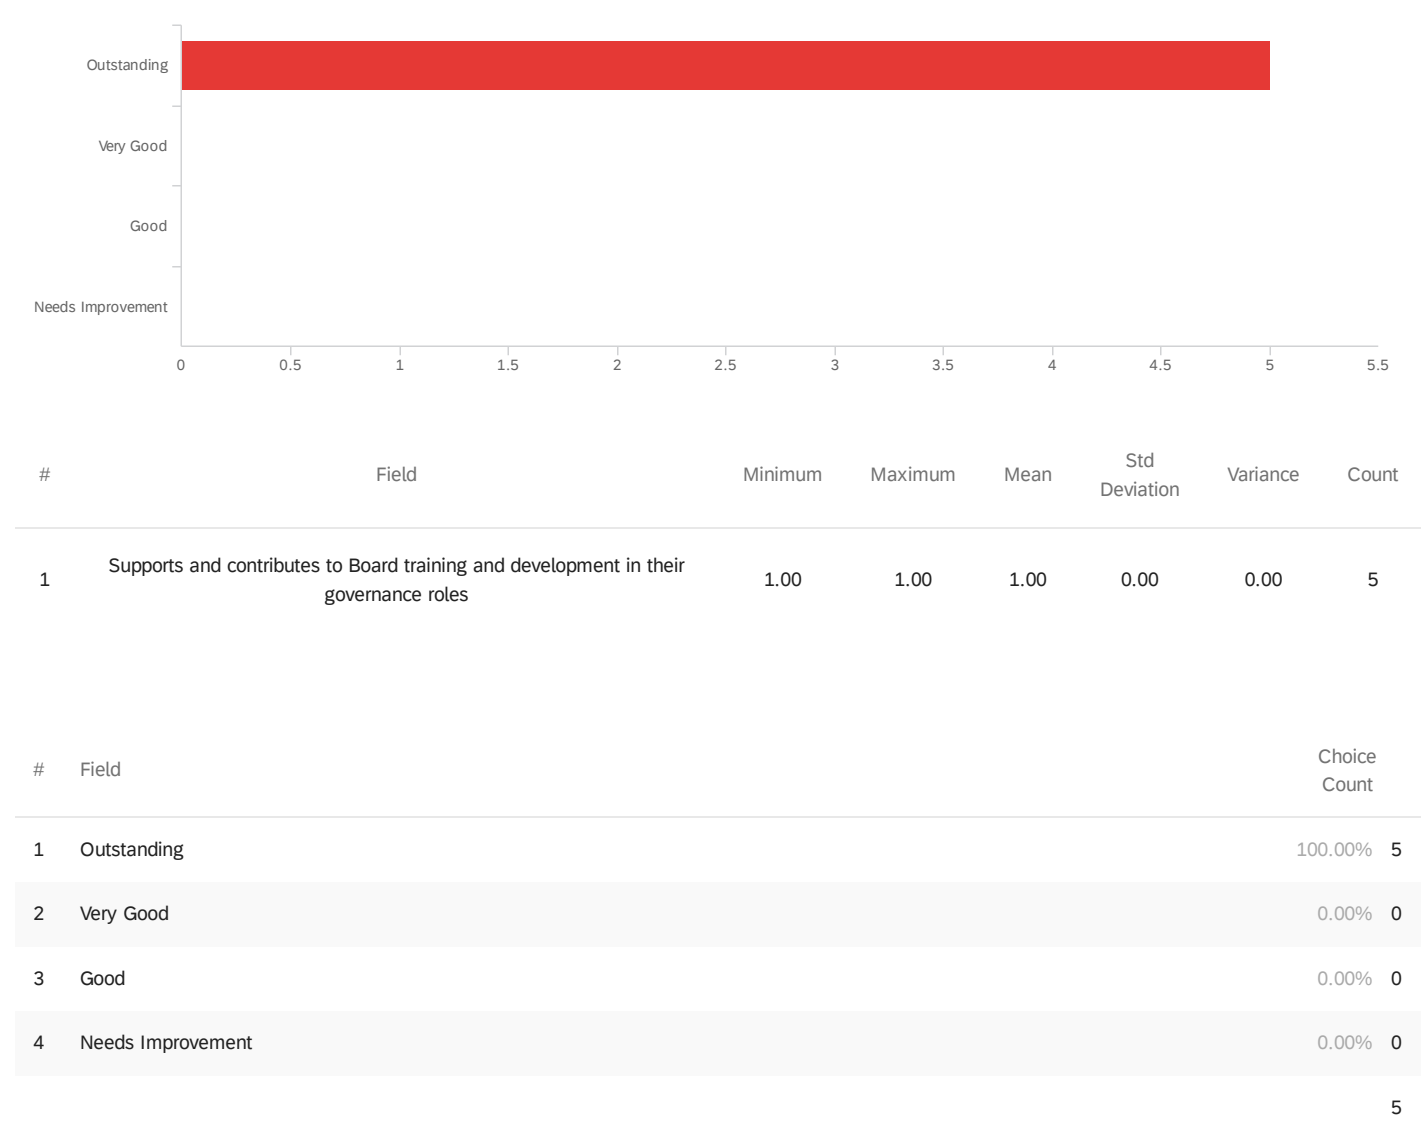 Outstanding
Very Good
Good
Needs Improvement
0 0.5 1 1.5 2 2.5 3 3.5 4 4.5 5 5.5
# Field Minimum Maximum Mean Std Deviation Variance Count
1 Supports and contributes to Board training and development in their governance roles 1.00 1.00 1.00 0.00 0.00 5
# Field Choice Count
1 Outstanding 100.00% 5
2 Very Good 0.00% 0
3 Good 0.00% 0
4 Needs Improvement 0.00% 0
5